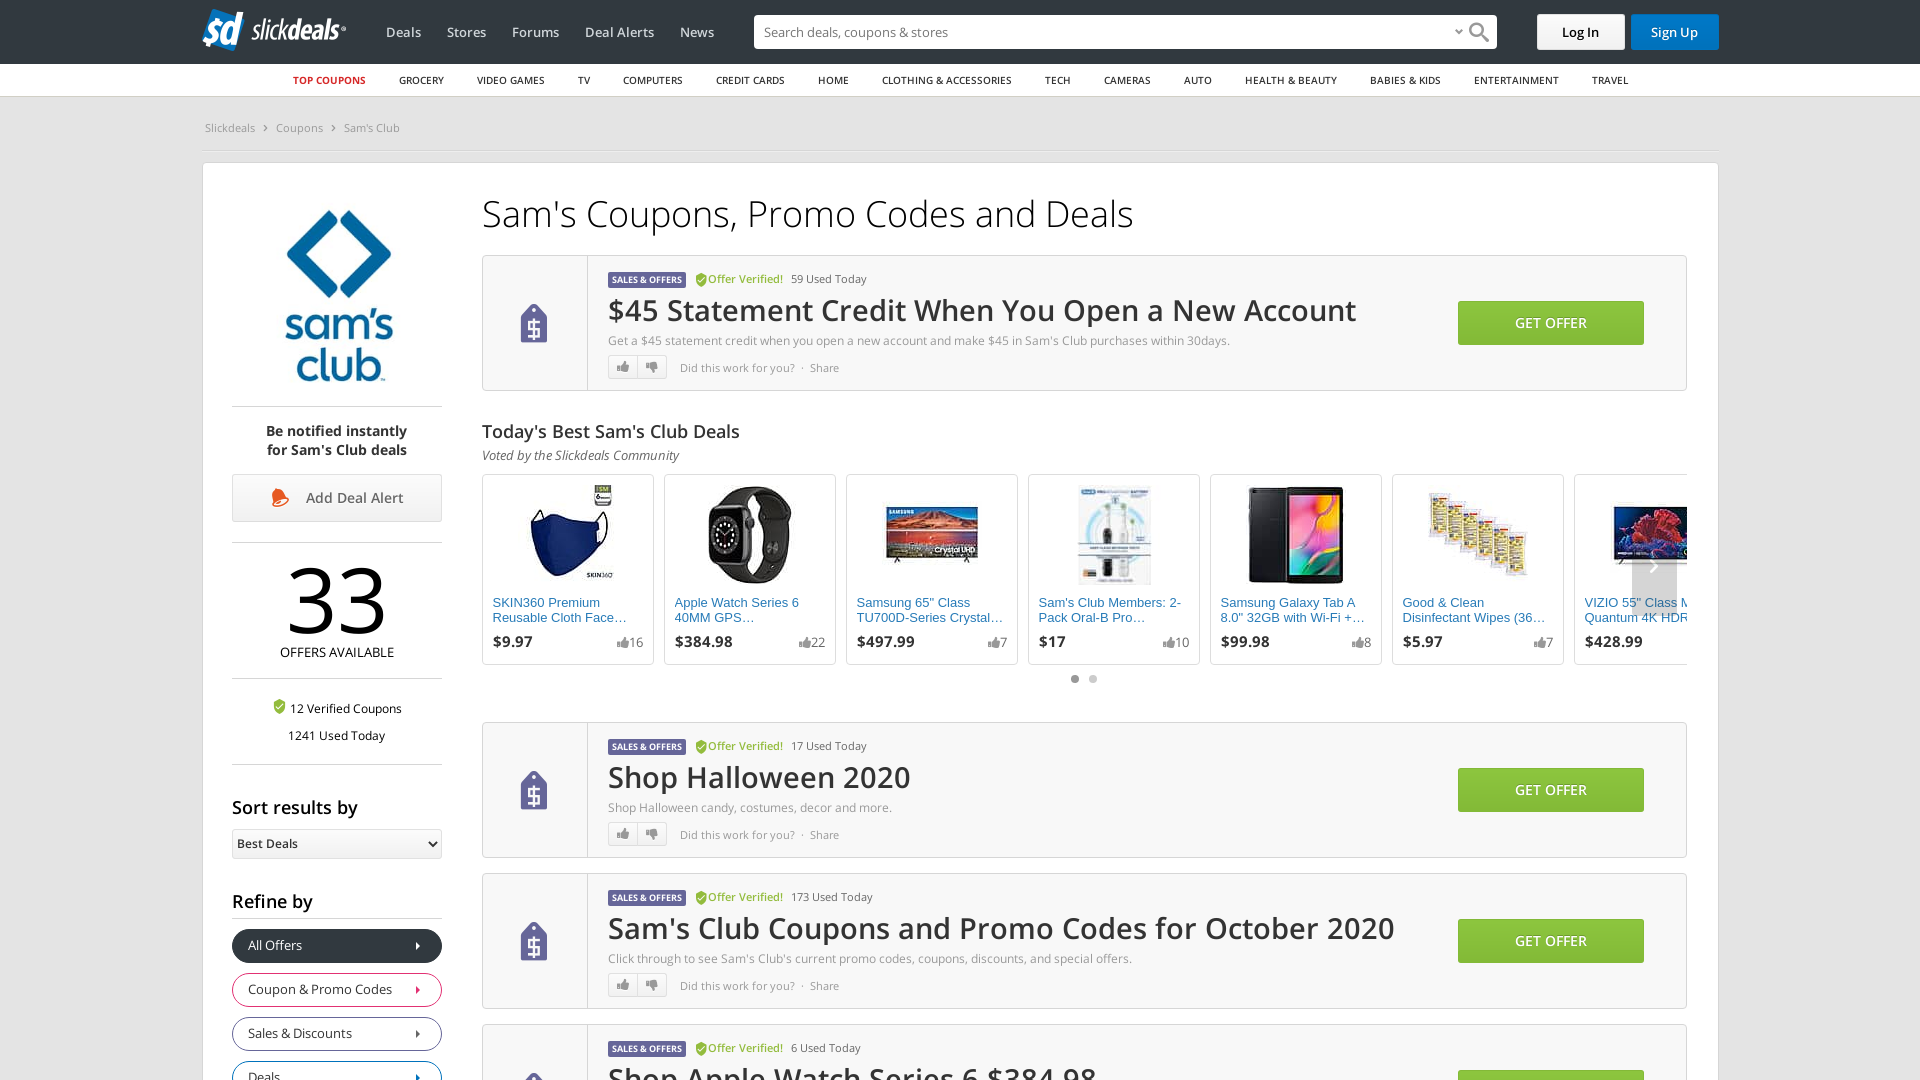 slickdeals
Deals
Stores
Forums
Deal Alerts
News
Search deals, coupons & stores
Log In
Sign Up
TOP COUPONS
GROCERY
VIDEO GAMES
TV
COMPUTERS
CREDIT CARDS
HOME
CLOTHING & ACCESSORIES
TECH
CAMERAS
AUTO
HEALTH & BEAUTY
BABIES & KIDS
ENTERTAINMENT
TRAVEL
Slickdeals > Coupons > Sam's Club
sam's
club
Be notified instantly
for Sam's Club deals
Add Deal Alert
33
OFFERS AVAILABLE
12 Verified Coupons
1241 Used Today
Sort results by
Best Deals
Refine by
All Offers
Coupon & Promo Codes
Sales & Discounts
Deals
Sam's Coupons, Promo Codes and Deals
SALES & OFFERS Offer Verified! 59 Used Today
$45 Statement Credit When You Open a New Account
Get a $45 statement credit when you open a new account and make $45 in Sam's Club purchases within 30days.
Did this work for you? · Share
GET OFFER
Today's Best Sam's Club Deals
Voted by the Slickdeals Community
SKIN360
SKIN360 Premium
Reusable Cloth Face...
$9.97 16
Apple Watch Series 6
40MM GPS...
$384.98 22
SAMSUNG
Crystal UHD
Samsung 65" Class
TU700D-Series Crystal...
$497.99 7
Sam's Club Members: 2-
Pack Oral-B Pro...
$17 10
Samsung Galaxy Tab A
8.0" 32GB with Wi-Fi +...
$99.98 8
Good & Clean
Disinfectant Wipes (36...
$5.97 7
VIZIO 55" Class M
Quantum 4K HDR
$428.99
SALES & OFFERS Offer Verified! 17 Used Today
Shop Halloween 2020
Shop Halloween candy, costumes, decor and more.
Did this work for you? · Share
GET OFFER
SALES & OFFERS Offer Verified! 173 Used Today
Sam's Club Coupons and Promo Codes for October 2020
Click through to see Sam's Club's current promo codes, coupons, discounts, and special offers.
Did this work for you? · Share
GET OFFER
SALES & OFFERS Offer Verified! 6 Used Today
Shop Apple Watch Series 6 $384.98